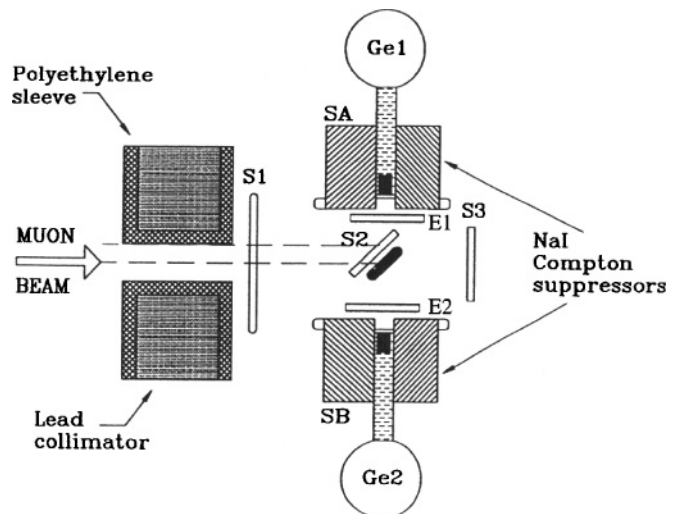 Ge1
Polyethylene
sleeve
SA
S1
E1
S3
S2
MUON
BEAM
NaI
Compton
suppressors
E2
SB
Lead
collimator
Ge2